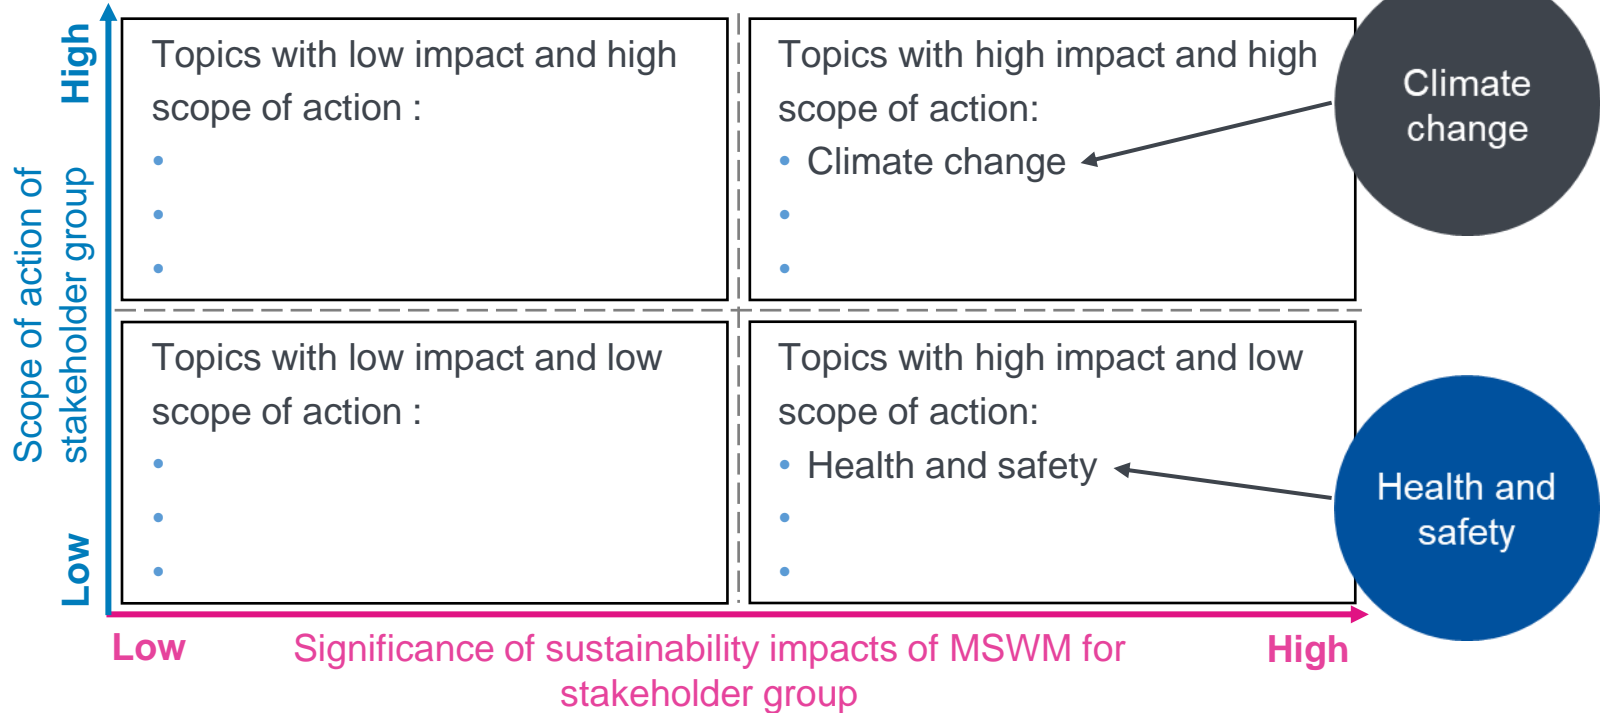 High
Scope of action of
stakeholder group
Low
Topics with low impact and high
scope of action :
•
•
•
Topics with high impact and high
scope of action:
• Climate change
•
•
Climate
change
Topics with low impact and low
scope of action :
•
•
•
Topics with high impact and low
scope of action:
• Health and safety
•
•
Health and
safety
Low
Significance of sustainability impacts of MSWM for
stakeholder group
High